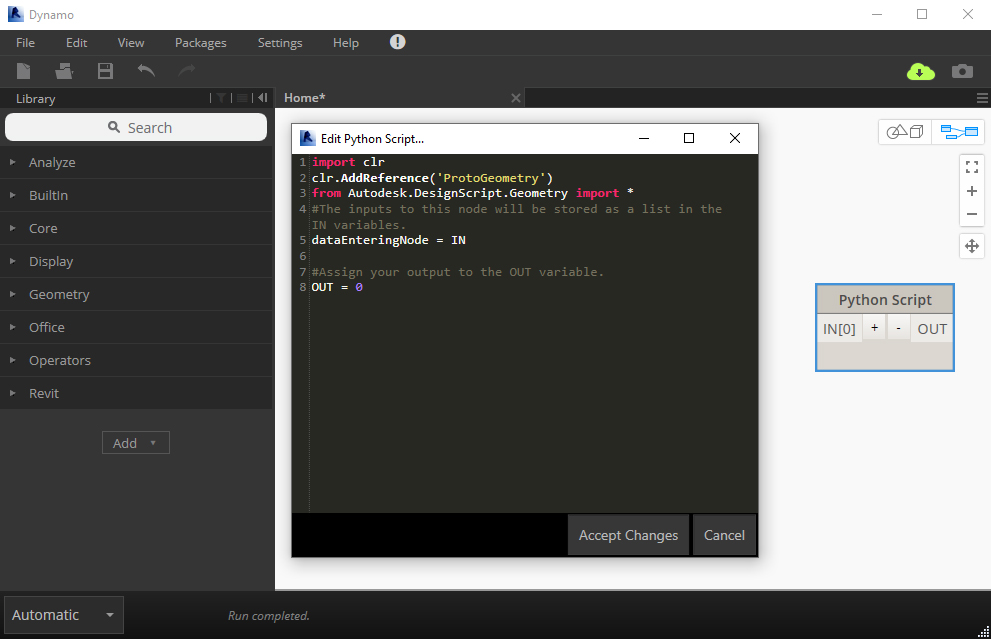 Dynamo
File Edit View Packages Settings Help
Library
Home*
Search
Analyze
BuiltIn
Core
Display
Geometry
Office
Operators
Revit
Add
Edit Python Script...
1 import clr
2 clr.AddReference('ProtoGeometry')
3 from Autodesk.DesignScript.Geometry import *
4 #The inputs to this node will be stored as a list in the
IN variables.
5 dataEnteringNode = IN
6
7 #Assign your output to the OUT variable.
8 OUT = 0
Accept Changes Cancel
Python Script
IN[0] + - OUT
Automatic
Run completed.